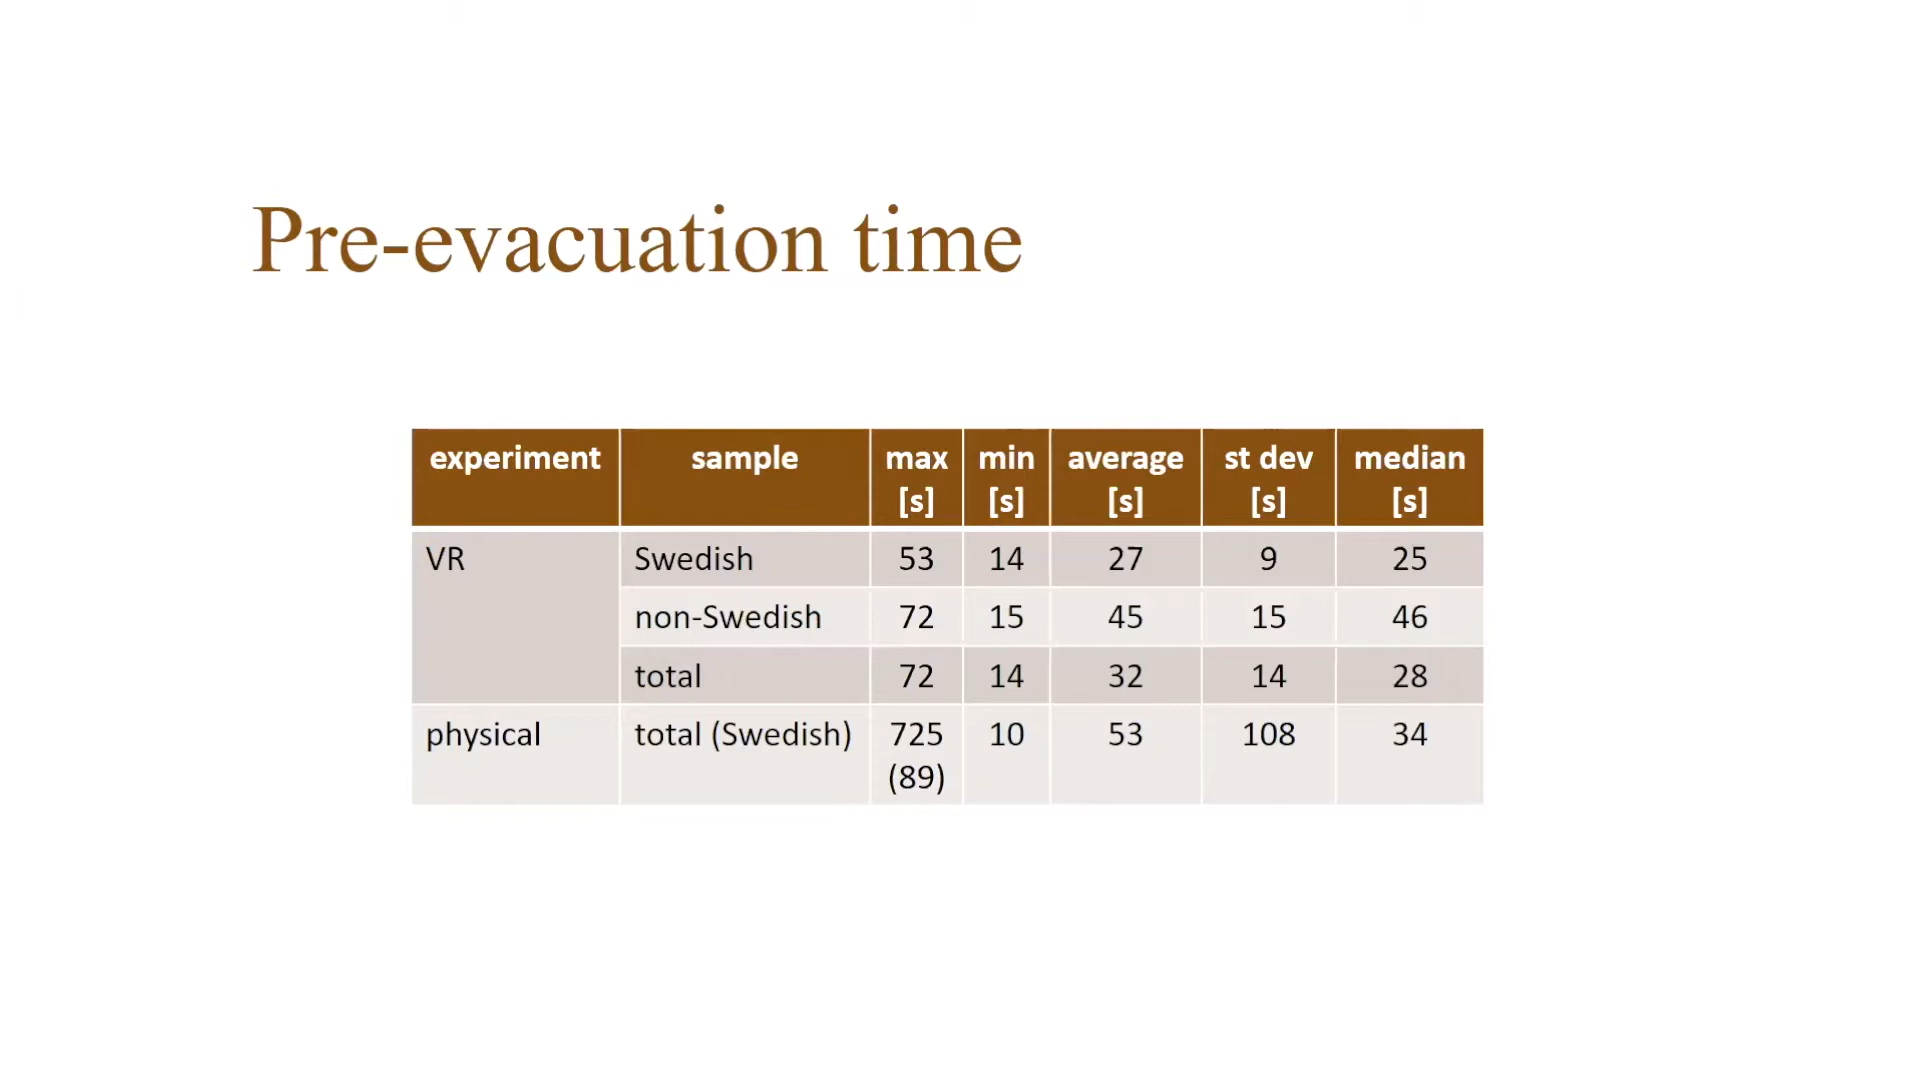 Pre-evacuation time
experiment sample max [s] min [s] average [s] st dev [s] median [s]
VR Swedish 53 14 27 9 25
non-Swedish 72 15 45 15 46
total 72 14 32 14 28
physical total (Swedish) 725 (89) 10 53 108 34